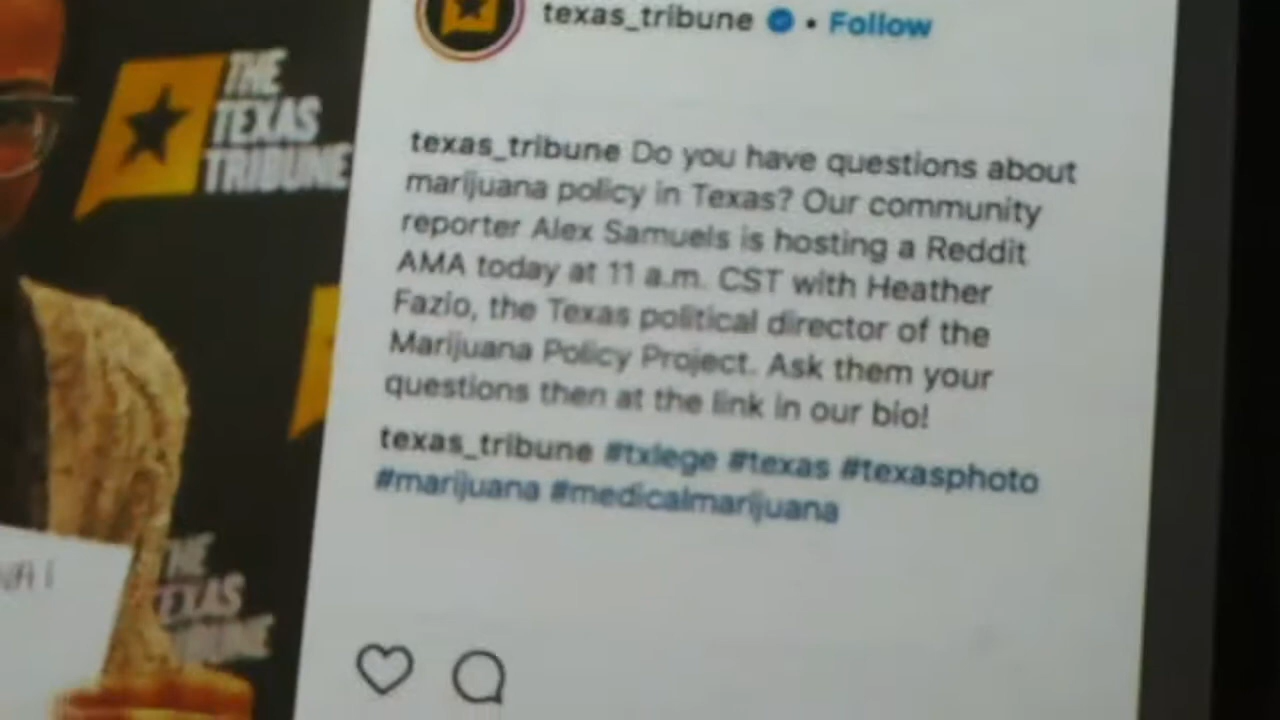 texas_tribune • Follow
THE
TEXAS
TRIBUNE
texas_tribune Do you have questions about
marijuana policy in Texas? Our community
reporter Alex Samuels is hosting a Reddit
AMA today at 11 a.m. CST with Heather
Fazio, the Texas political director of the
Marijuana Policy Project. Ask them your
questions then at the link in our bio!
texas_tribune #txlege #texas #texasphoto
#marijuana #medicalmarijuana
THE
TEXAS
TRIBUNE